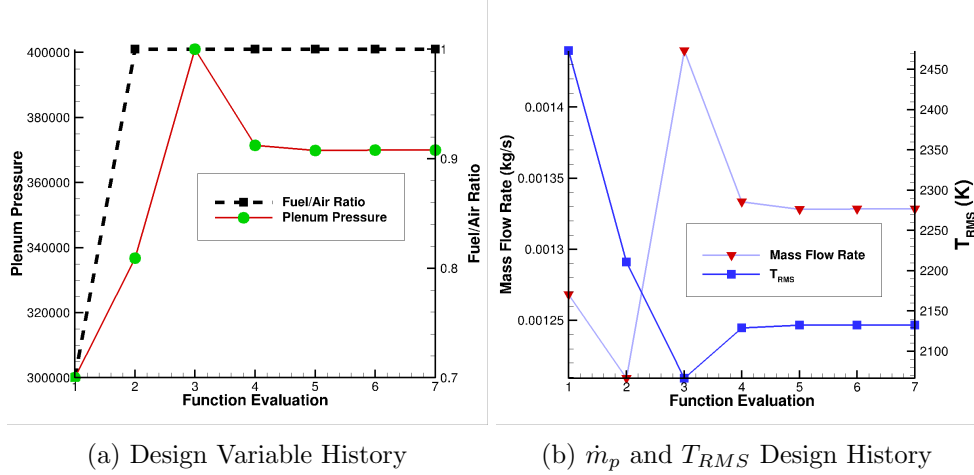 400000
380000
360000
340000
320000
300000
Plenum Pressure
1
0.9
0.8
0.7
Fuel/Air Ratio
Fuel/Air Ratio
Plenum Pressure
1 2 3 4 5 6 7
Function Evaluation
(a) Design Variable History
0.0014
0.00135
0.0013
0.00125
Mass Flow Rate (kg/s)
2450
2400
2350
2300
2250
2200
2150
2100
T_RMS (K)
Mass Flow Rate
T_RMS
1 2 3 4 5 6 7
Function Evaluation
(b) ṁ_p and T_RMS Design History